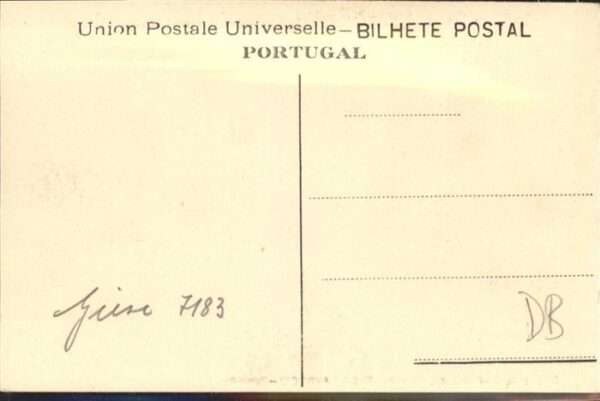 Union Postale Universelle – BILHETE POSTAL
PORTUGAL
7183
DB